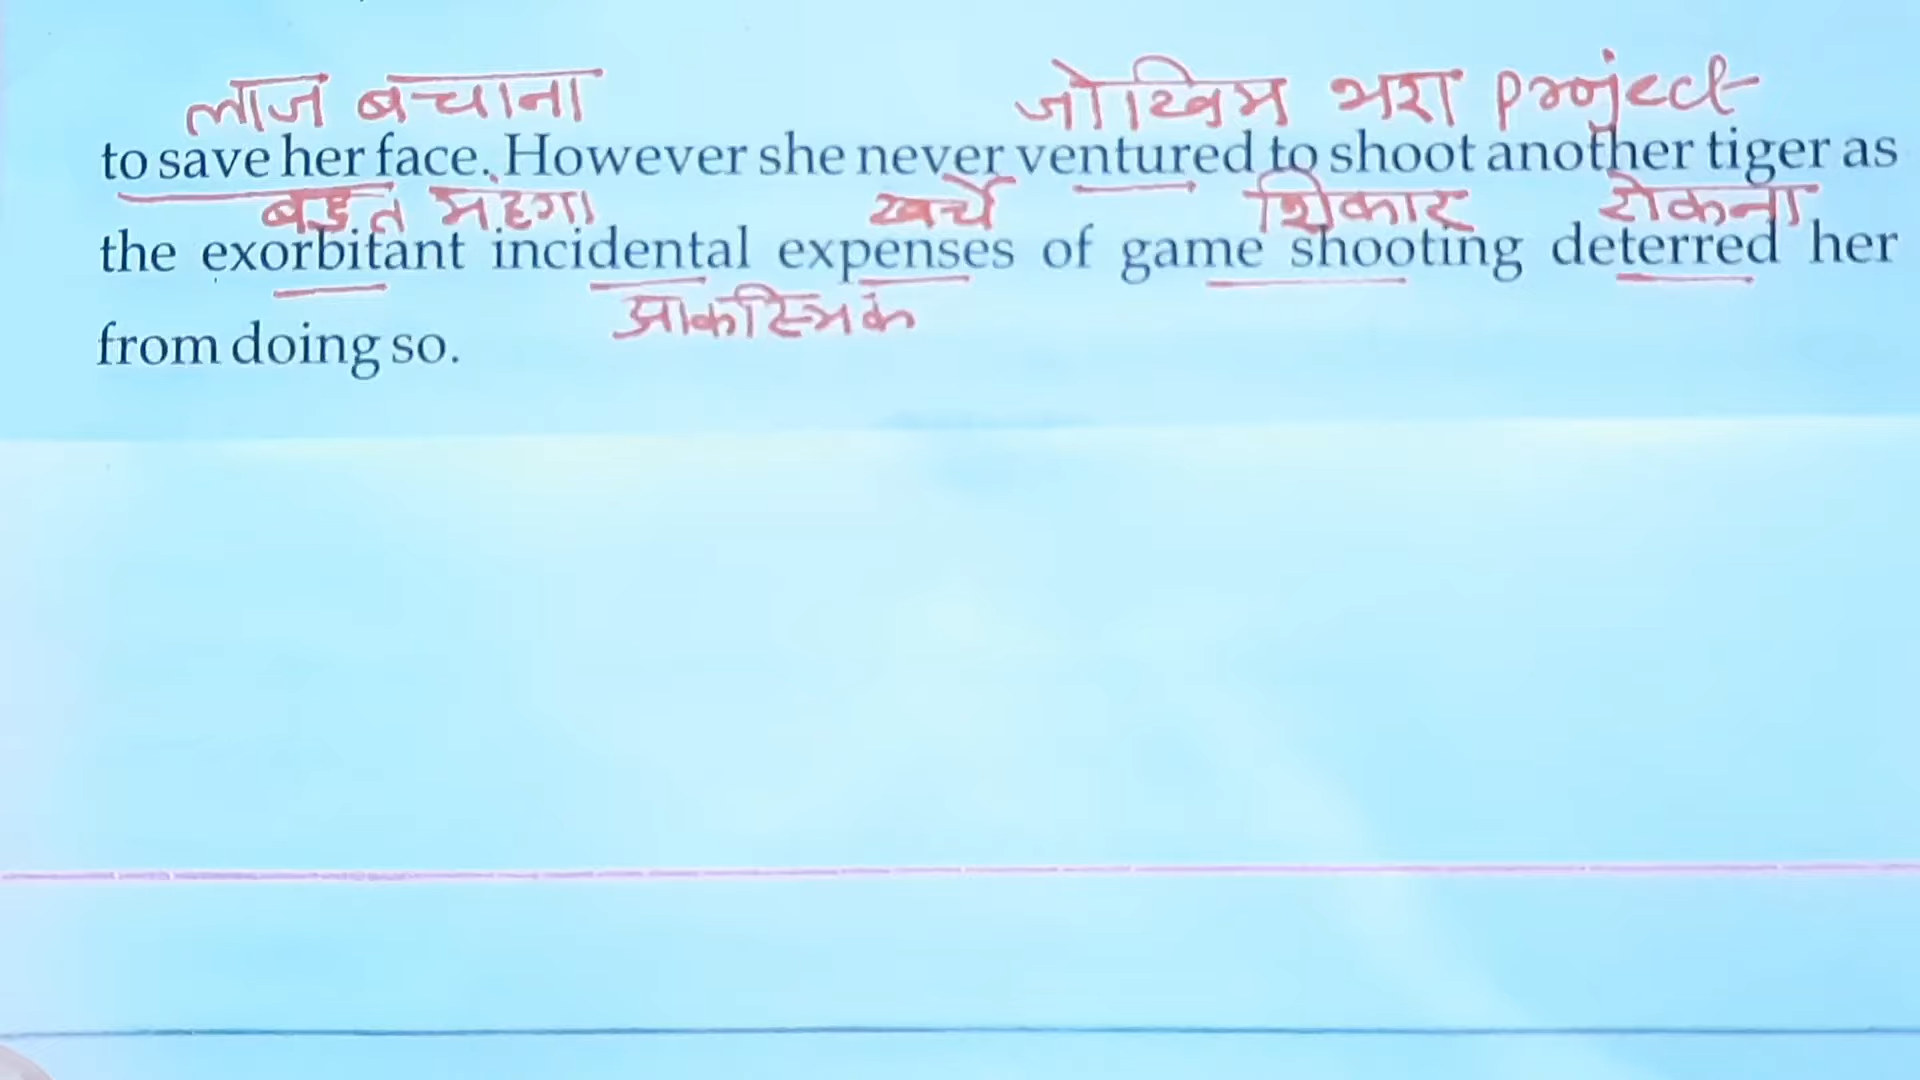 लाज बचाना जोखिम भरा project
to save her face. However she never ventured to shoot another tiger as
बहुत मंहगा खर्चे शिकार रोकना
the exorbitant incidental expenses of game shooting deterred her
आकस्मिक
from doing so.